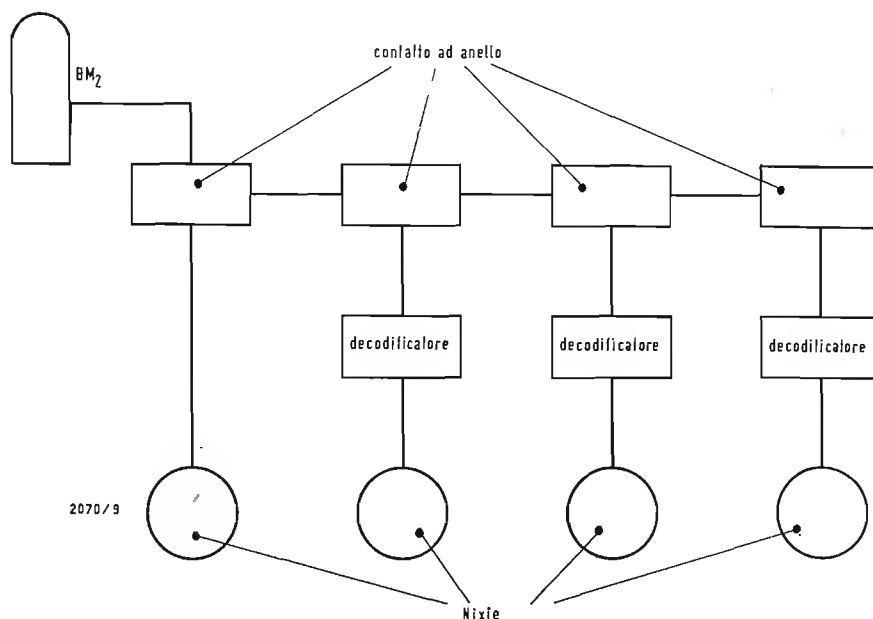 contatto ad anello
BM2
decodificatore
decodificatore
decodificatore
2070/9
Nixie